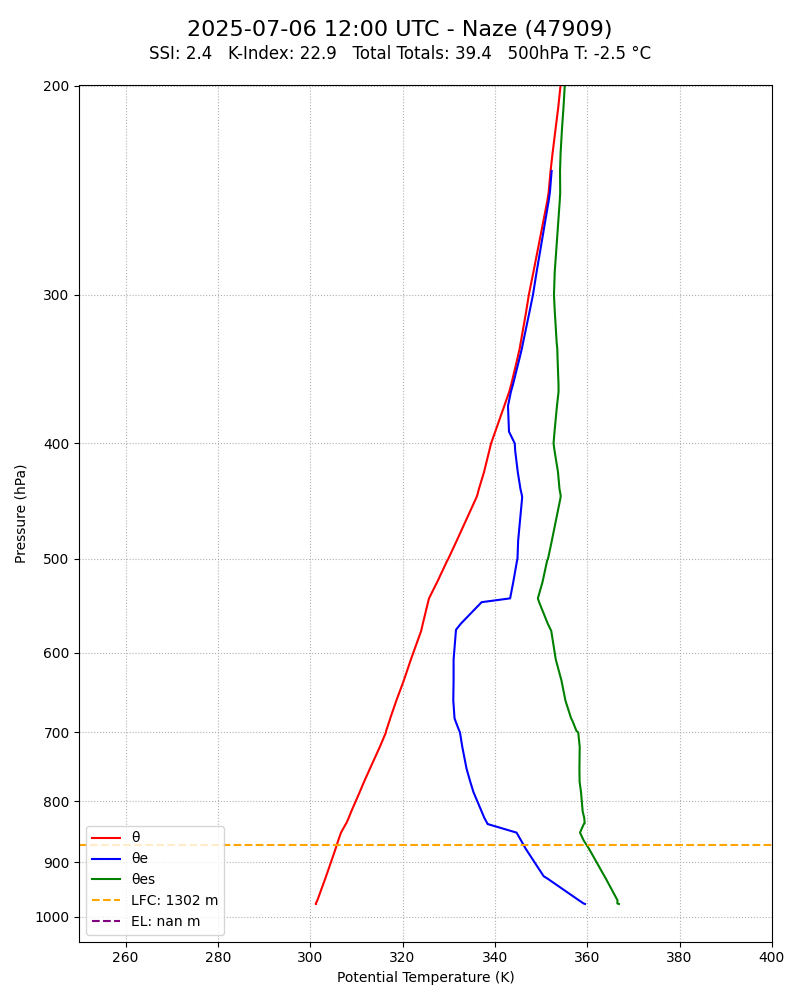 2025-07-06 12:00 UTC - Naze (47909)
SSI: 2.4   K-Index: 22.9   Total Totals: 39.4   500hPa T: -2.5 °C
200
300
400
500
600
700
800
900
1000
Pressure (hPa)
θ
θe
θes
LFC: 1302 m
EL: nan m
260 280 300 320 340 360 380 400
Potential Temperature (K)